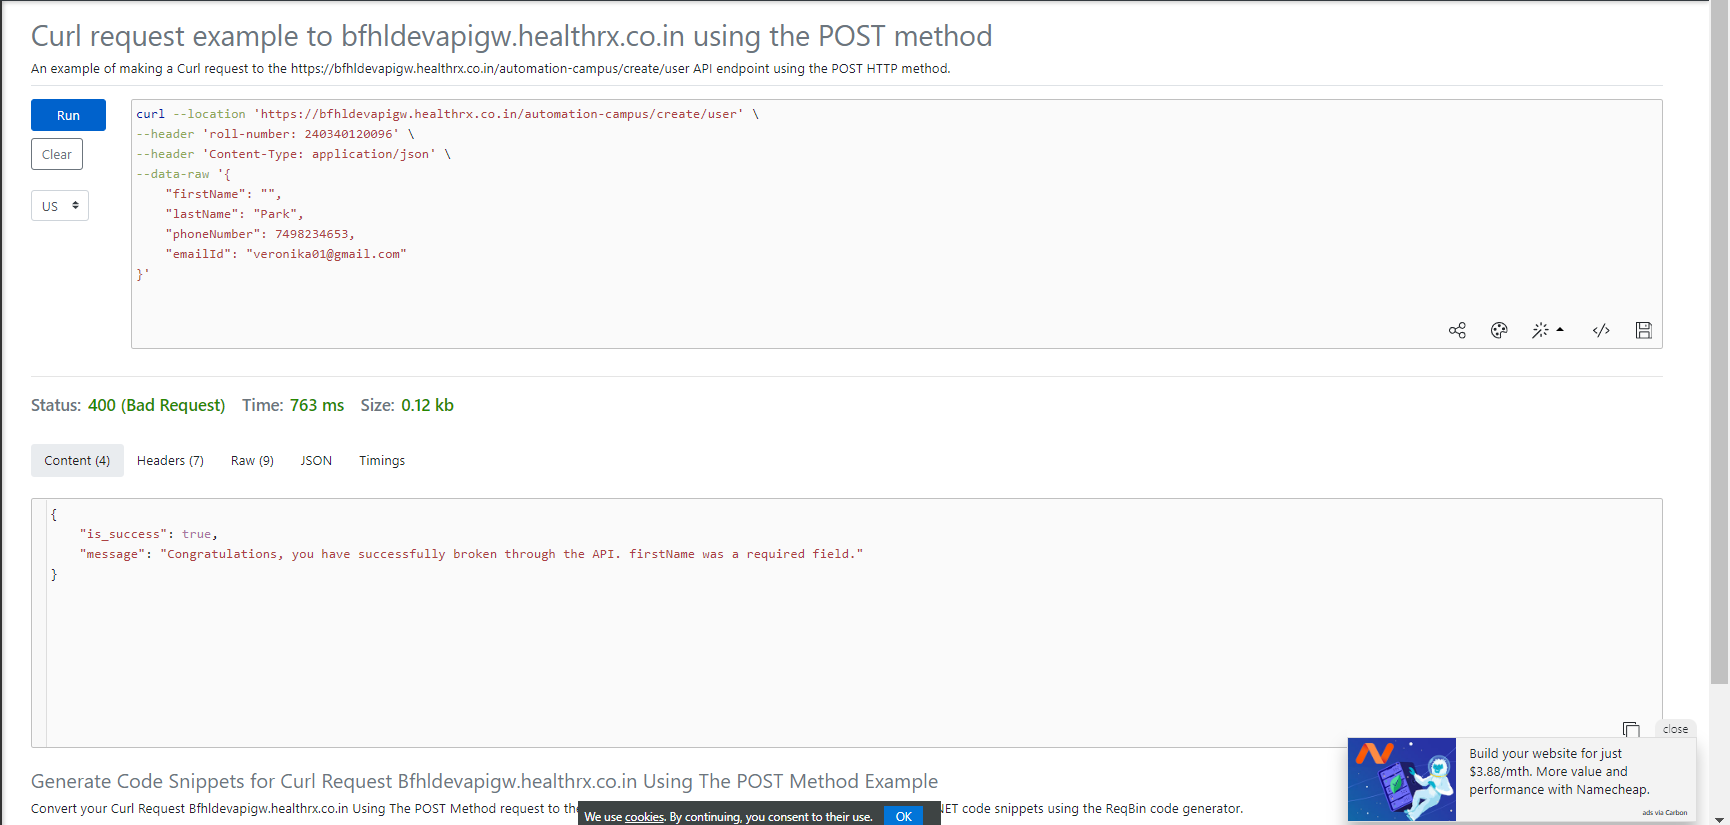 Curl request example to bfhldevapigw.healthrx.co.in using the POST method
An example of making a Curl request to the https://bfhldevapigw.healthrx.co.in/automation-campus/create/user API endpoint using the POST HTTP method.
Run
Clear
US
curl --location 'https://bfhldevapigw.healthrx.co.in/automation-campus/create/user' \
--header 'roll-number: 240340120096' \
--header 'Content-Type: application/json' \
--data-raw '{
    "firstName": "",
    "lastName": "Park",
    "phoneNumber": 7498234653,
    "emailId": "veronika01@gmail.com"
}'
Status: 400 (Bad Request) Time: 763 ms Size: 0.12 kb
Content (4) Headers (7) Raw (9) JSON Timings
{
    "is_success": true,
    "message": "Congratulations, you have successfully broken through the API. firstName was a required field."
}
close
Build your website for just
$3.88/mth. More value and
performance with Namecheap.
ads via Carbon
Generate Code Snippets for Curl Request Bfhldevapigw.healthrx.co.in Using The POST Method Example
Convert your Curl Request Bfhldevapigw.healthrx.co.in Using The POST Method request to the NET code snippets using the ReqBin code generator.
We use cookies. By continuing, you consent to their use. OK